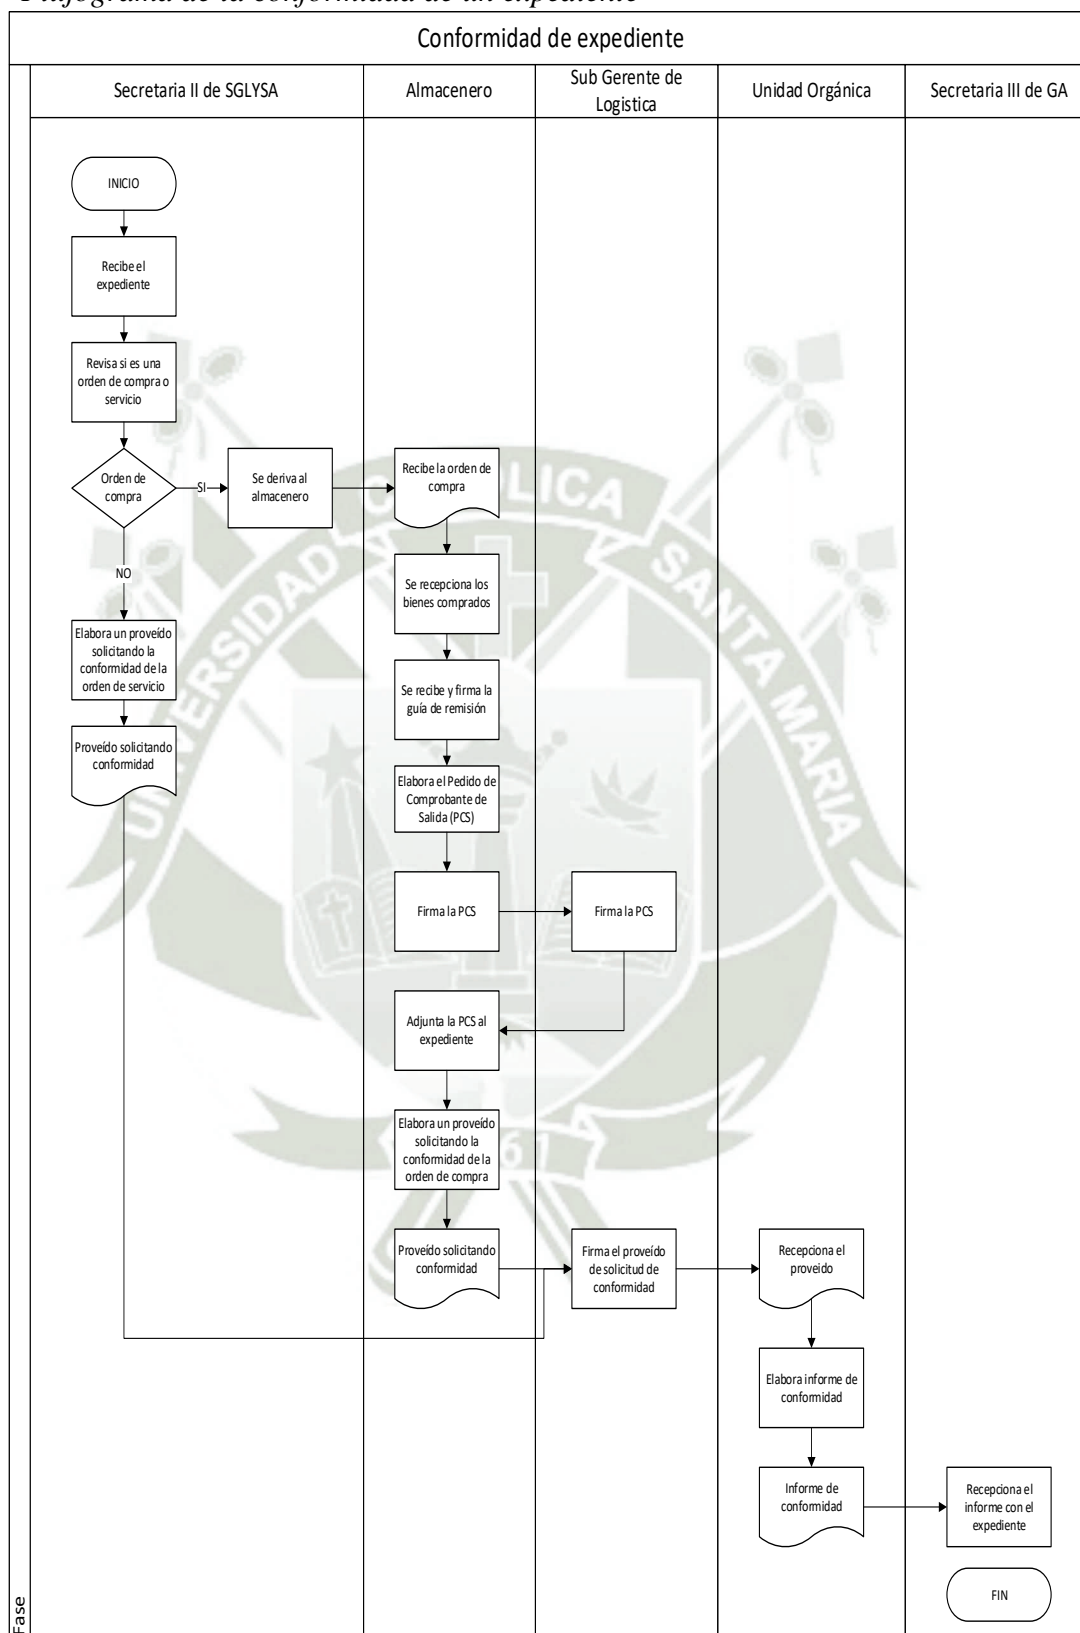 Flujograma de la conformidad de un expediente
Conformidad de expediente
Fase
Secretaria II de SGLYSA
Almacenero
Sub Gerente de
Logistica
Unidad Orgánica
Secretaria III de GA
INICIO
Recibe el
expediente
Revisa si es una
orden de compra o
servicio
Orden de
compra
SI
Se deriva al
almacenero
NO
Elabora un proveído
solicitando la
conformidad de la
orden de servicio
Proveído solicitando
conformidad
Recibe la orden de
compra
Se recepciona los
bienes comprados
Se recibe y firma la
guía de remisión
Elabora el Pedido de
Comprobante de
Salida (PCS)
Firma la PCS
Firma la PCS
Adjunta la PCS al
expediente
Elabora un proveído
solicitando la
conformidad de la
orden de compra
Proveído solicitando
conformidad
Firma el proveído
de solicitud de
conformidad
Recepciona el
proveido
Elabora informe de
conformidad
Informe de
conformidad
Recepciona el
informe con el
expediente
FIN
UNIVERSIDAD
SANTA MARIA